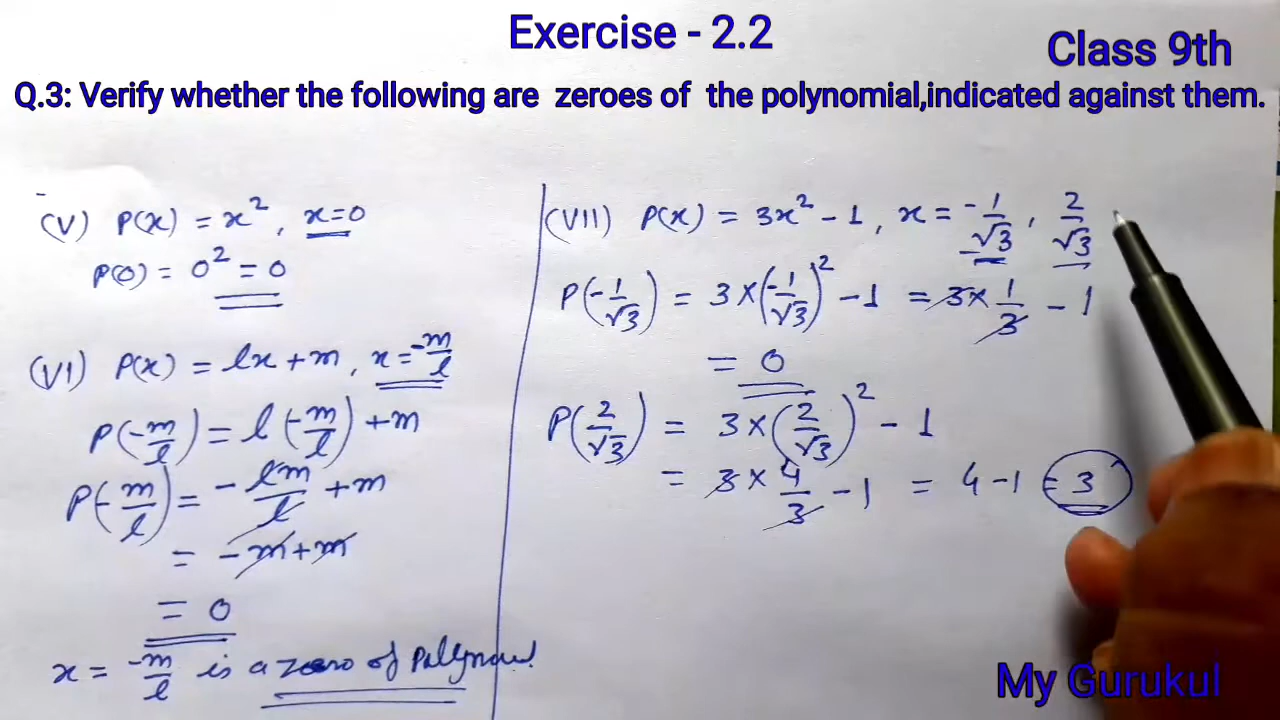 Exercise - 2.2
Class 9th
Q.3: Verify whether the following are zeroes of the polynomial,indicated against them.
(V) P(x) = x², x=0
P(0) = 0² = 0
(VI) P(x) = lx + m, x = -m/l
P(-m/l) = l(-m/l) + m
P(-m/l) = -lm/l + m
= -m + m
= 0
x = -m/l is a zero of
(VII) P(x) = 3x² - 1, x = -1/√3, 2/√3
P(-1/√3) = 3×(-1/√3)² - 1 = 3×1/3 - 1
= 0
P(2/√3) = 3×(2/√3)² - 1
= 3×4/3 - 1 = 4 - 1 = 3
My Gurukul